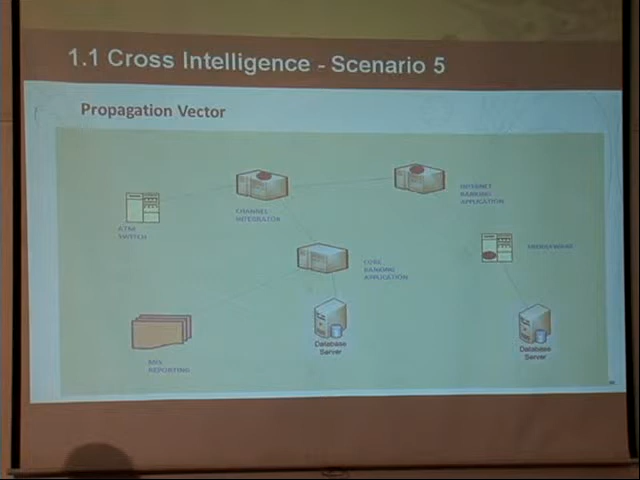 1.1 Cross Intelligence - Scenario 5
Propagation Vector
ATM
SWITCH
CHANNEL
INTEGRATOR
INTERNET
BANKING
APPLICATION
CORE
BANKING
APPLICATION
MIS
REPORTING
Database
Server
Database
Server